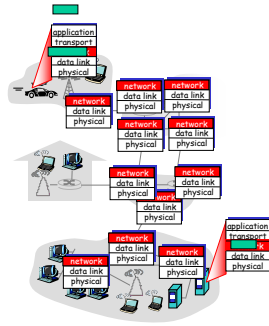 application
transport
data link
physical
network
data link
physical
network
data link
physical
network
data link
physical
network
data link
physical
network
data link
physical
network
data link
physical
network
data link
physical
network
data link
physical
network
data link
physical
network
data link
physical
network
data link
physical
application
transport
data link
physical